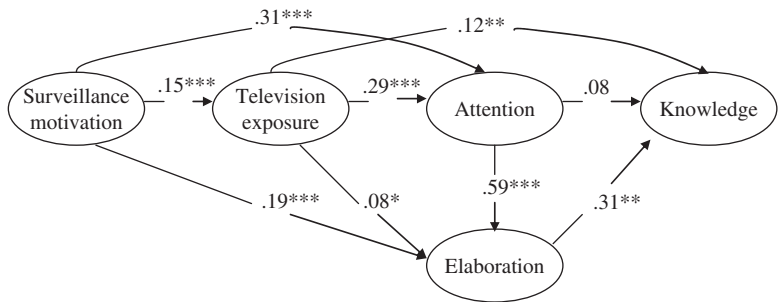 .31***
.12**
Surveillance
motivation
.15***
Television
exposure
.29***
Attention
.08
Knowledge
.19***
.08*
.59***
.31**
Elaboration